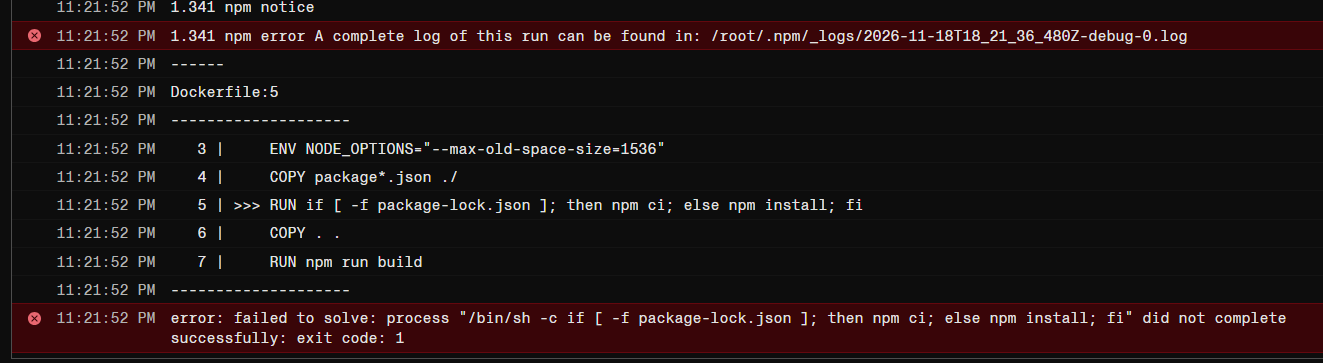 11:21:52 PM 1.341 npm notice
11:21:52 PM 1.341 npm error A complete log of this run can be found in: /root/.npm/_logs/2026-11-18T18_21_36_480Z-debug-0.log
11:21:52 PM ------
11:21:52 PM Dockerfile:5
11:21:52 PM --------------------
11:21:52 PM 3 | ENV NODE_OPTIONS="--max-old-space-size=1536"
11:21:52 PM 4 | COPY package*.json ./
11:21:52 PM 5 | >>> RUN if [ -f package-lock.json ]; then npm ci; else npm install; fi
11:21:52 PM 6 | COPY . .
11:21:52 PM 7 | RUN npm run build
11:21:52 PM --------------------
11:21:52 PM error: failed to solve: process "/bin/sh -c if [ -f package-lock.json ]; then npm ci; else npm install; fi" did not complete
successfully: exit code: 1